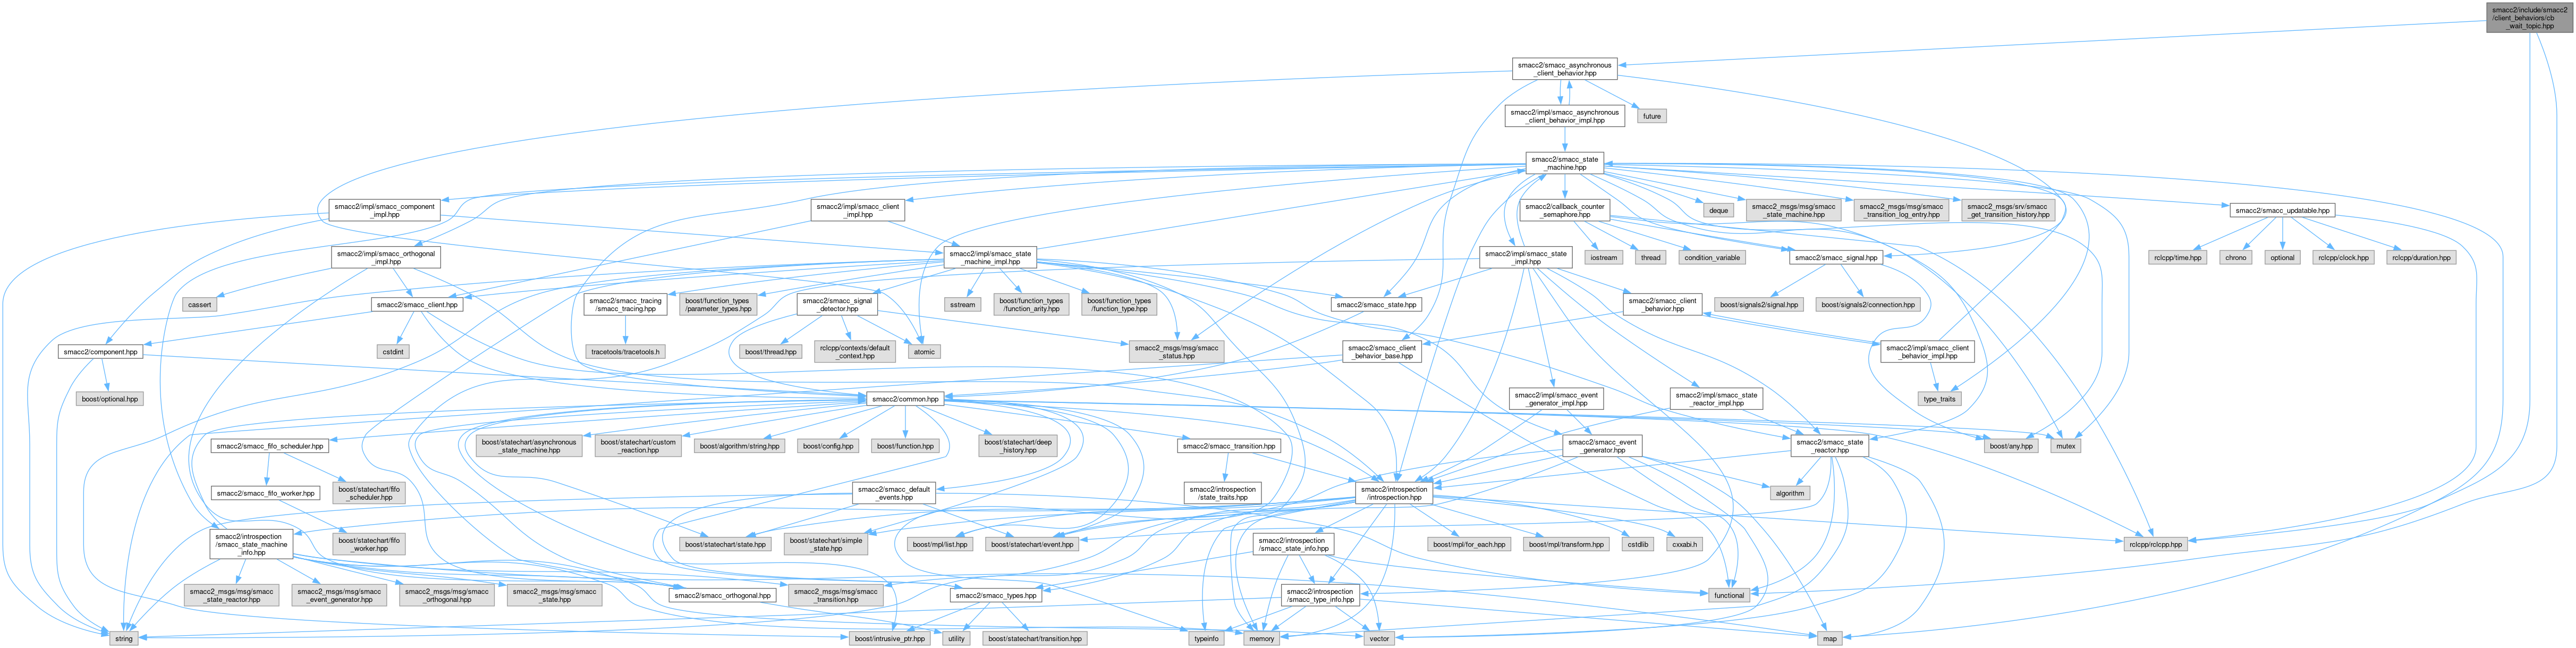 smacc2/include/smacc2
/client_behaviors/cb
_wait_topic.hpp
smacc2/smacc_asynchronous
_client_behavior.hpp
smacc2/impl/smacc_asynchronous
_client_behavior_impl.hpp
future
smacc2/smacc_state
_machine.hpp
smacc2/impl/smacc_component
_impl.hpp
smacc2/impl/smacc_client
_impl.hpp
smacc2/callback_counter
_semaphore.hpp
deque
smacc2_msgs/msg/smacc
_state_machine.hpp
smacc2_msgs/msg/smacc
_transition_log_entry.hpp
smacc2_msgs/srv/smacc
_get_transition_history.hpp
smacc2/smacc_updatable.hpp
smacc2/impl/smacc_orthogonal
_impl.hpp
smacc2/impl/smacc_state
_machine_impl.hpp
smacc2/impl/smacc_state
_impl.hpp
iostream
thread
condition_variable
smacc2/smacc_signal.hpp
rclcpp/time.hpp
chrono
optional
rclcpp/clock.hpp
rclcpp/duration.hpp
cassert
smacc2/smacc_client.hpp
smacc2/smacc_tracing
/smacc_tracing.hpp
boost/function_types
/parameter_types.hpp
smacc2/smacc_signal
_detector.hpp
sstream
boost/function_types
/function_arity.hpp
boost/function_types
/function_type.hpp
smacc2/smacc_state.hpp
smacc2/smacc_client
_behavior.hpp
boost/signals2/signal.hpp
boost/signals2/connection.hpp
smacc2/component.hpp
cstdint
tracetools/tracetools.h
boost/thread.hpp
rclcpp/contexts/default
_context.hpp
atomic
smacc2_msgs/msg/smacc
_status.hpp
smacc2/smacc_client
_behavior_base.hpp
smacc2/impl/smacc_client
_behavior_impl.hpp
boost/optional.hpp
smacc2/common.hpp
smacc2/impl/smacc_event
_generator_impl.hpp
smacc2/impl/smacc_state
_reactor_impl.hpp
type_traits
smacc2/smacc_fifo_scheduler.hpp
boost/statechart/asynchronous
_state_machine.hpp
boost/statechart/custom
_reaction.hpp
boost/algorithm/string.hpp
boost/config.hpp
boost/function.hpp
boost/statechart/deep
_history.hpp
smacc2/smacc_transition.hpp
smacc2/smacc_event
_generator.hpp
smacc2/smacc_state
_reactor.hpp
boost/any.hpp
mutex
smacc2/smacc_fifo_worker.hpp
boost/statechart/fifo
_scheduler.hpp
smacc2/smacc_default
_events.hpp
smacc2/introspection
/state_traits.hpp
smacc2/introspection
/introspection.hpp
algorithm
smacc2/introspection
/smacc_state_machine
_info.hpp
boost/statechart/fifo
_worker.hpp
boost/statechart/state.hpp
boost/statechart/simple
_state.hpp
boost/mpl/list.hpp
boost/statechart/event.hpp
smacc2/introspection
/smacc_state_info.hpp
boost/mpl/for_each.hpp
boost/mpl/transform.hpp
cstdlib
cxxabi.h
rclcpp/rclcpp.hpp
smacc2_msgs/msg/smacc
_state_reactor.hpp
smacc2_msgs/msg/smacc
_event_generator.hpp
smacc2_msgs/msg/smacc
_orthogonal.hpp
smacc2_msgs/msg/smacc
_state.hpp
smacc2/smacc_orthogonal.hpp
smacc2_msgs/msg/smacc
_transition.hpp
smacc2/smacc_types.hpp
smacc2/introspection
/smacc_type_info.hpp
functional
string
boost/intrusive_ptr.hpp
utility
boost/statechart/transition.hpp
typeinfo
memory
vector
map